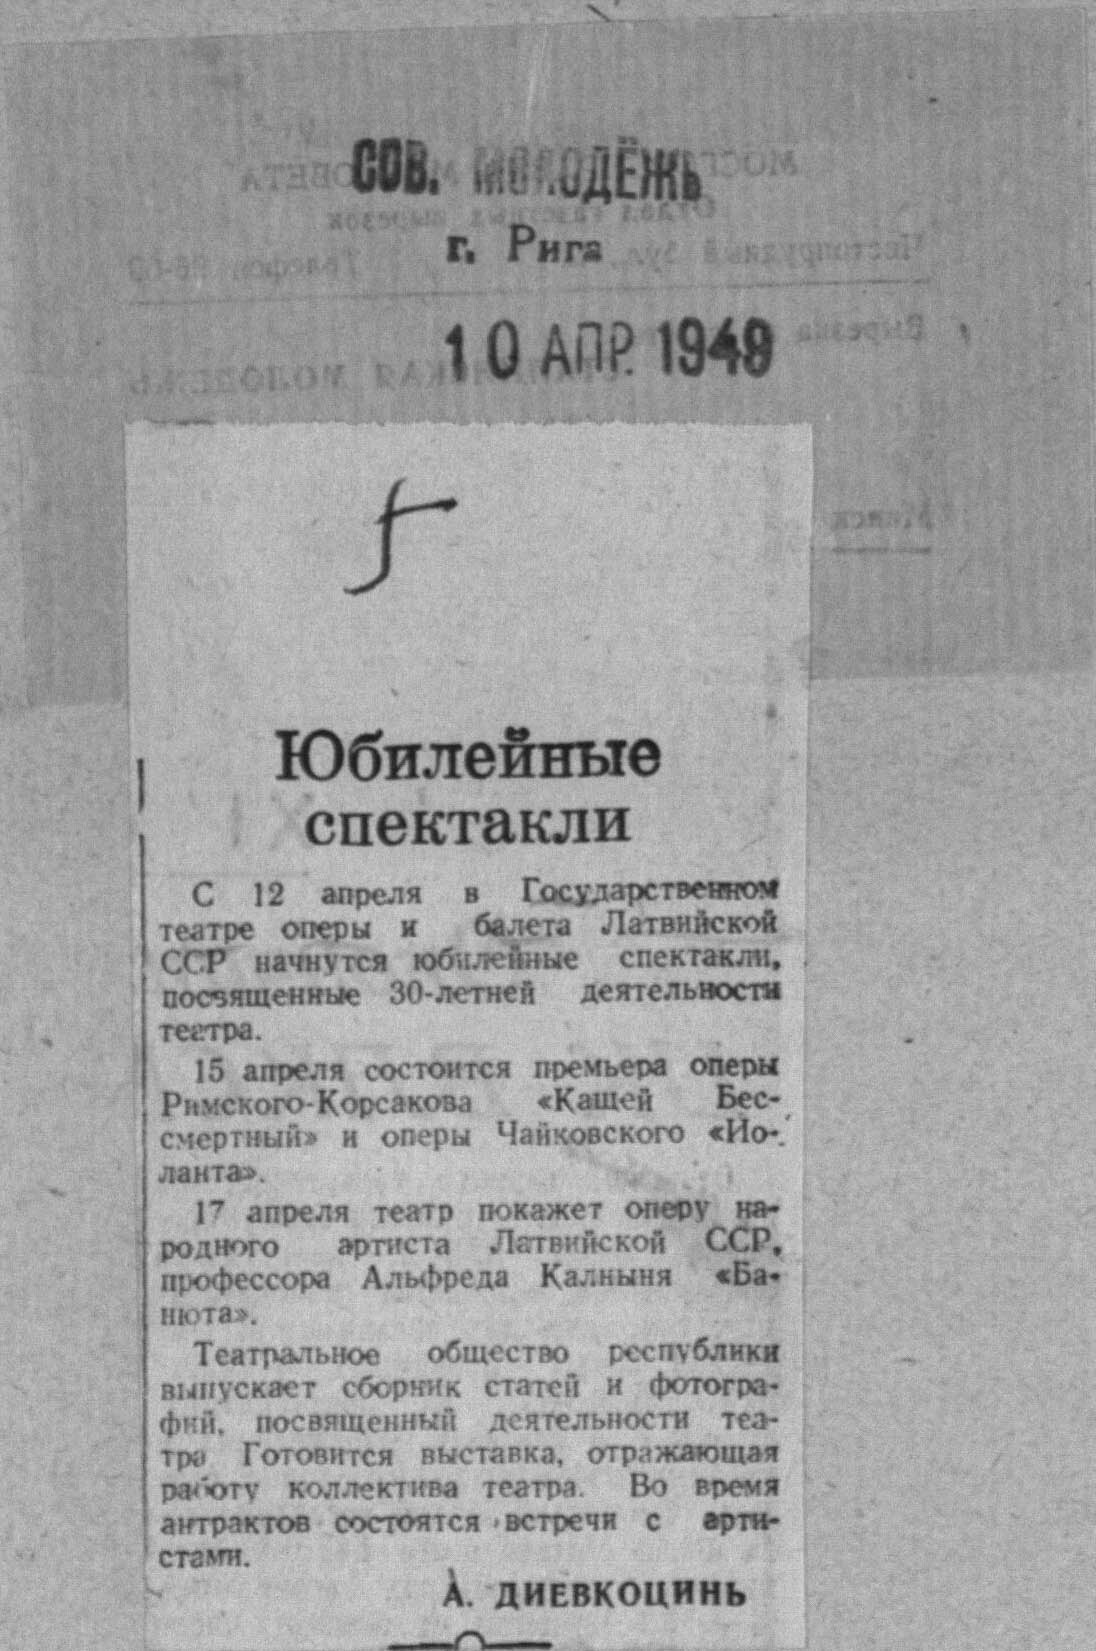 СОВ. МОЛОДЁЖЬ
г. Рига
10 АПР. 1949
Юбилейные
спектакли
С 12 апреля в Государственном
театре оперы и балета Латвийской
ССР начнутся юбилейные спектакли,
посвященные 30-летней деятельности
театра.
15 апреля состоится премьера оперы
Римского-Корсакова «Кащей Бес-
смертный» и оперы Чайковского «Ио-
ланта».
17 апреля театр покажет оперу на-
родного артиста Латвийской ССР,
профессора Альфреда Калныня «Ба-
нюта».
Театральное общество республики
выпускает сборник статей и фотогра-
фий, посвященный деятельности теа-
тра Готовится выставка, отражающая
работу коллектива театра. Во время
антрактов состоятся встречи с арти-
стами.
А. ДИЕВКОЦИНЬ